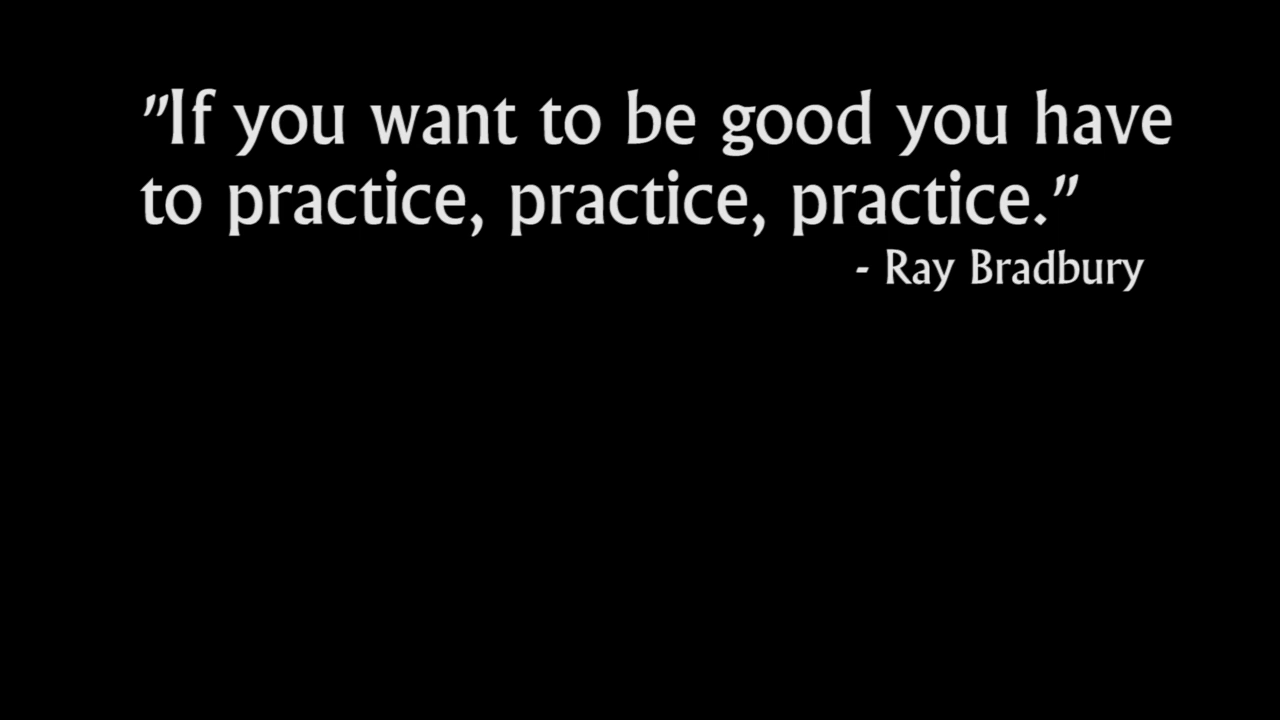 "If you want to be good you have
to practice, practice, practice."
- Ray Bradbury